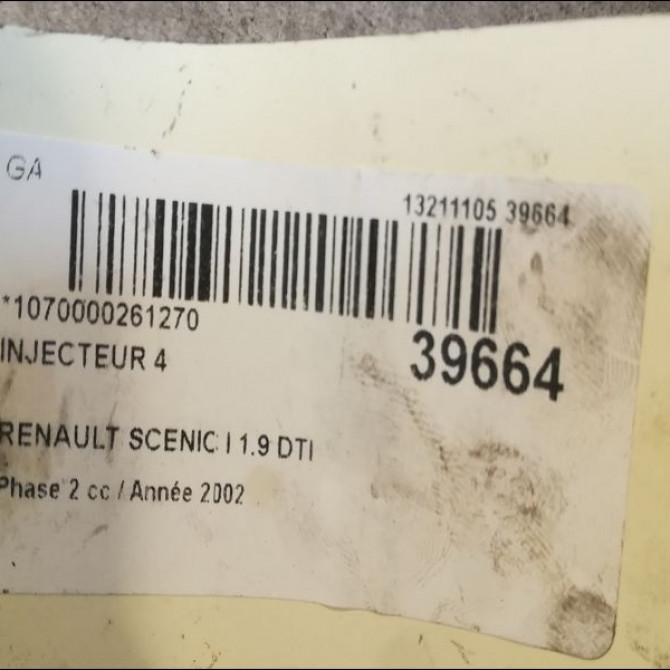 GA
13211105 39664
*1070000261270
39664
INJECTEUR 4
RENAULT SCENIC I 1.9 DTI
Phase 2 cc / Année 2002